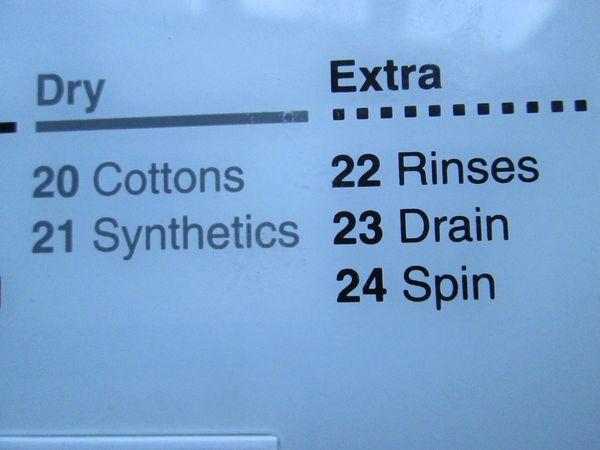 Dry
20 Cottons
21 Synthetics
Extra
22 Rinses
23 Drain
24 Spin